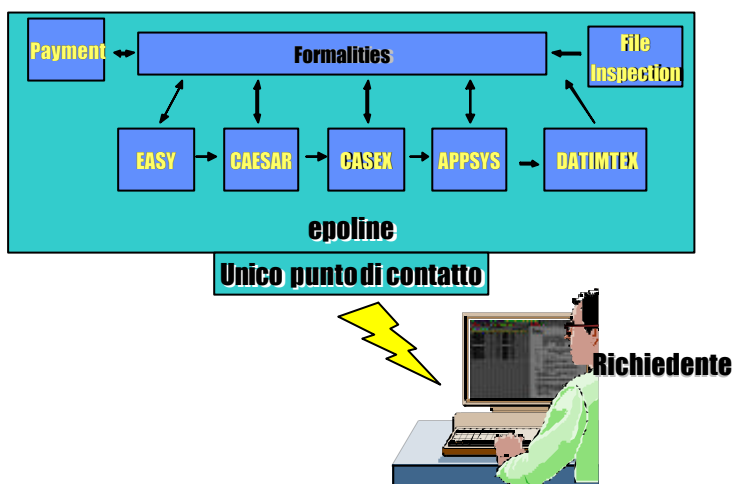 Payment
Formalities
File
Inspection
EASY
CAESAR
CASEX
APPSYS
DATIMTEX
epoline
Unico punto di contatto
Richiedente